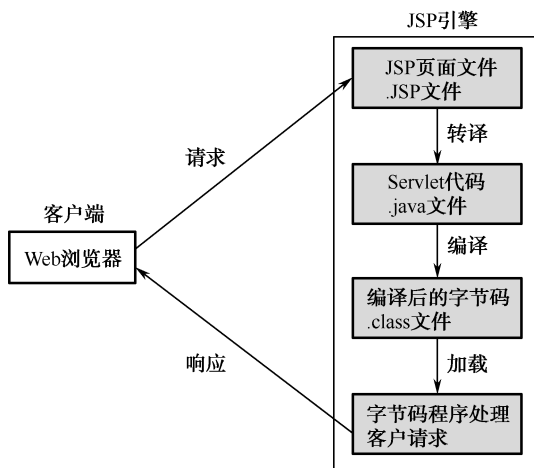 JSP引擎
JSP页面文件
.JSP文件
转译
请求
Servlet代码
.java文件
客户端
Web浏览器
编译
编译后的字节码
.class文件
响应
加载
字节码程序处理
客户请求